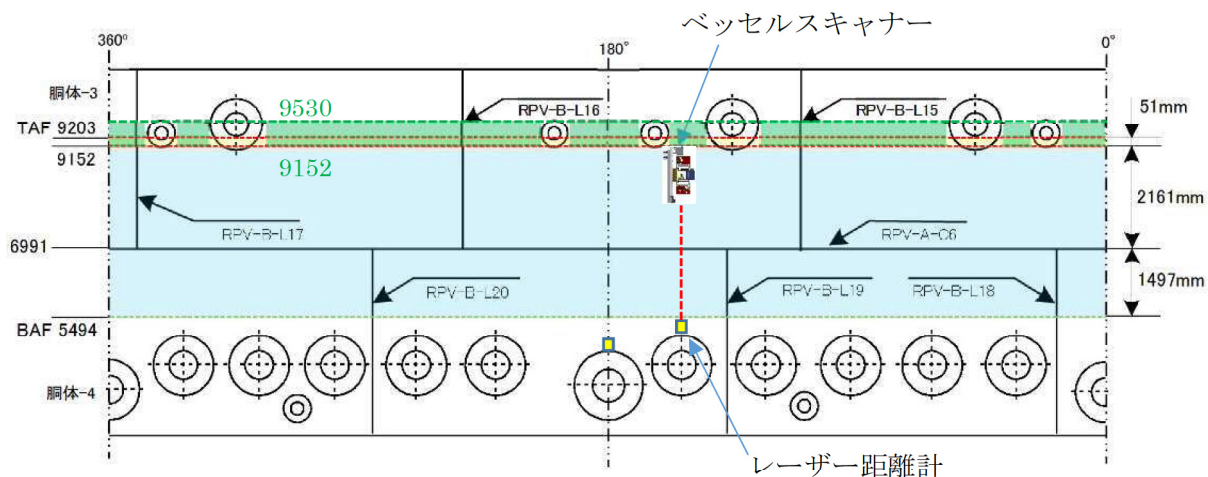 ベッセルスキャナー
360°
180°
0°
胴体-3
9530
RPV-B-L16
RPV-B-L15
51mm
TAF 9203
9152
9152
2161mm
RPV-B-L17
RPV-A-C6
6991
RPV-B-L20
RPV-B-L19
RPV-B-L18
1497mm
BAF 5494
胴体-4
レーザー距離計